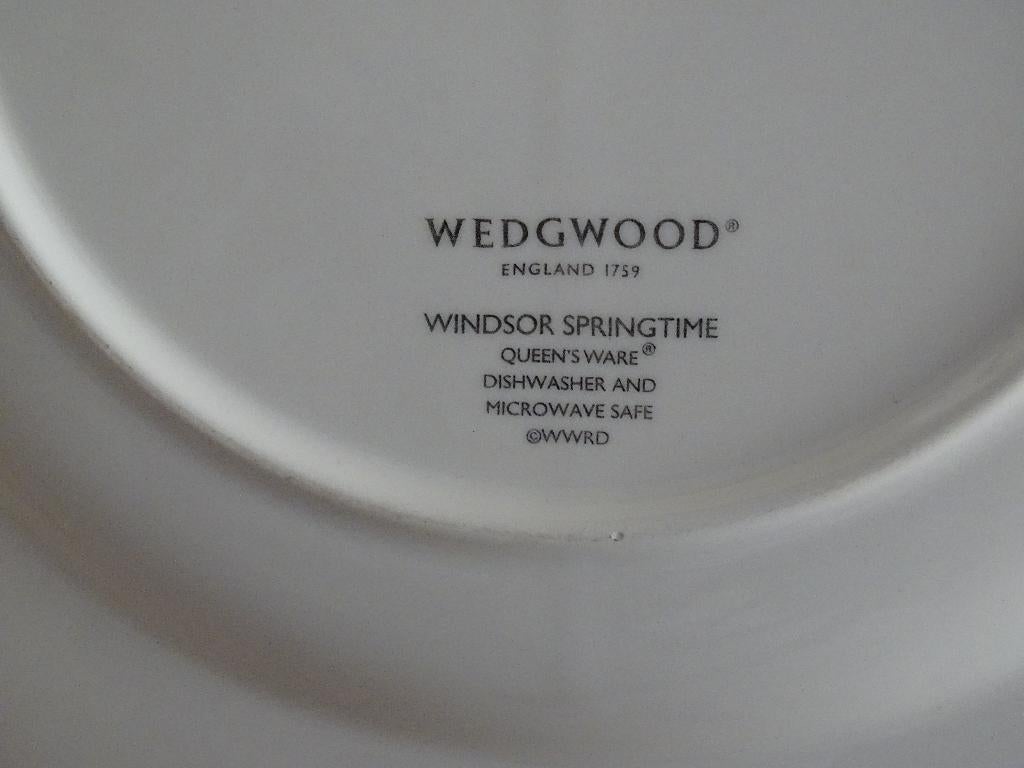 WEDGWOOD®
ENGLAND 1759
WINDSOR SPRINGTIME
QUEEN'S WARE®
DISHWASHER AND
MICROWAVE SAFE
©WWRD